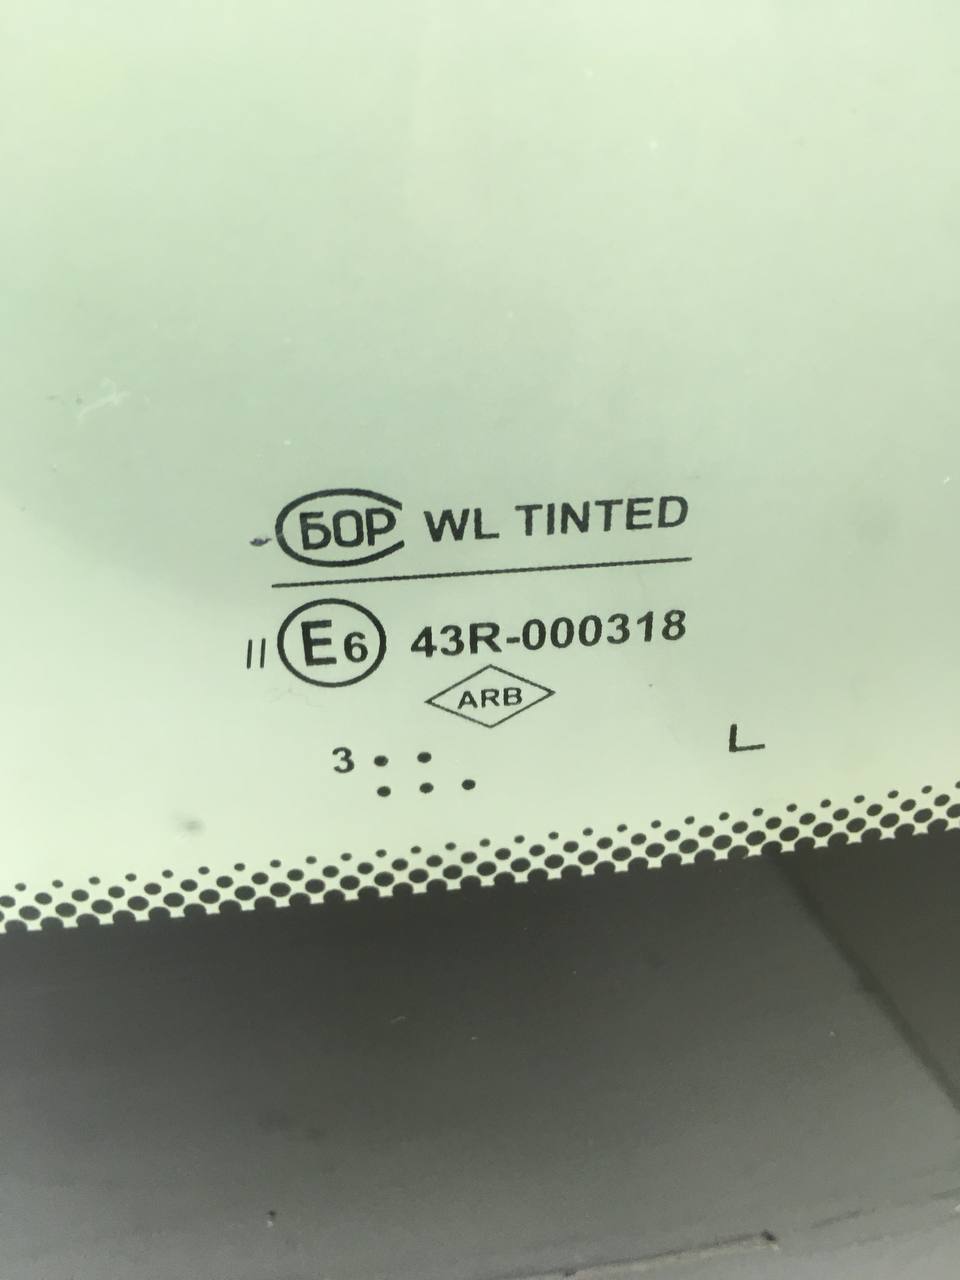 БОР WL TINTED
II E6 43R-000318
ARB
3
L